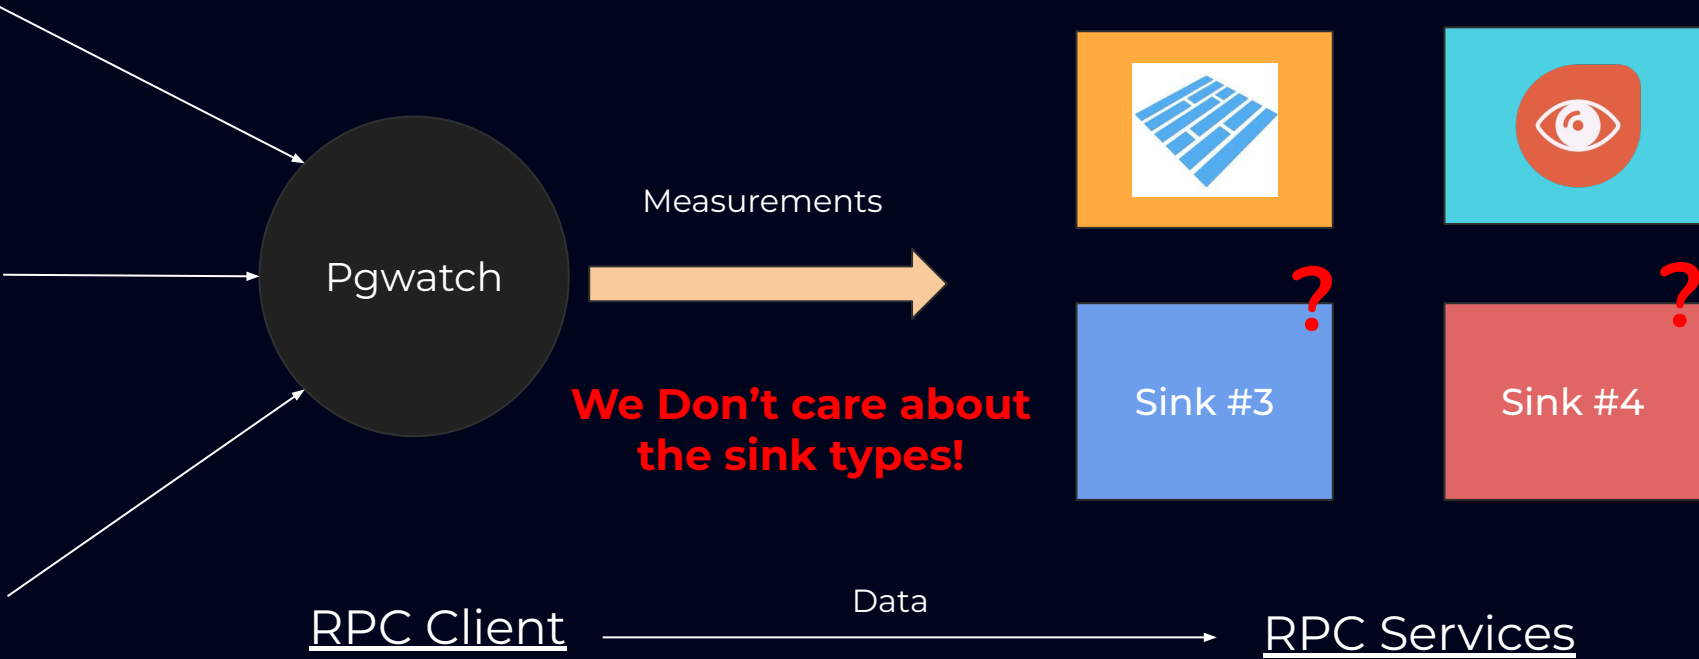 Measurements
Pgwatch
?
?
We Don’t care about
the sink types!
Sink #3
Sink #4
Data
RPC Client
RPC Services